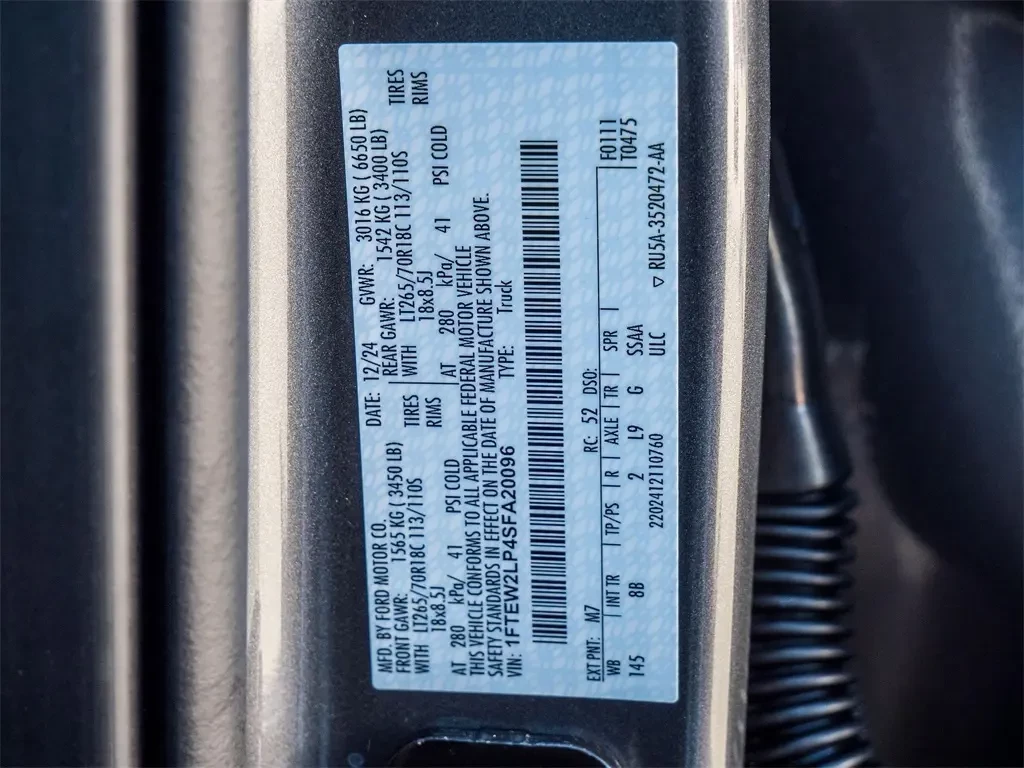 MFD. BY FORD MOTOR CO. DATE: 12/24 GVWR: 3016 KG ( 6650 LB)
FRONT GAWR: 1565 KG ( 3450 LB) REAR GAWR: 1542 KG ( 3400 LB)
WITH LT265/70R18C 113/110S TIRES WITH LT265/70R18C 113/110S TIRES
18x8.5J RIMS 18x8.5J RIMS
AT 280 kPa/ 41 PSI COLD AT 280 kPa/ 41 PSI COLD
THIS VEHICLE CONFORMS TO ALL APPLICABLE FEDERAL MOTOR VEHICLE
SAFETY STANDARDS IN EFFECT ON THE DATE OF MANUFACTURE SHOWN ABOVE.
VIN: 1FTEW2LP4SFA20096 TYPE: Truck
EXT PNT: M7 RC: 52 DSO: F0111
WB INT TR TP/PS R AXLE TR SPR T0475
145 8B 2 L9 G SSAA
2202412110760 ULC
▽ RU5A-3520472-AA